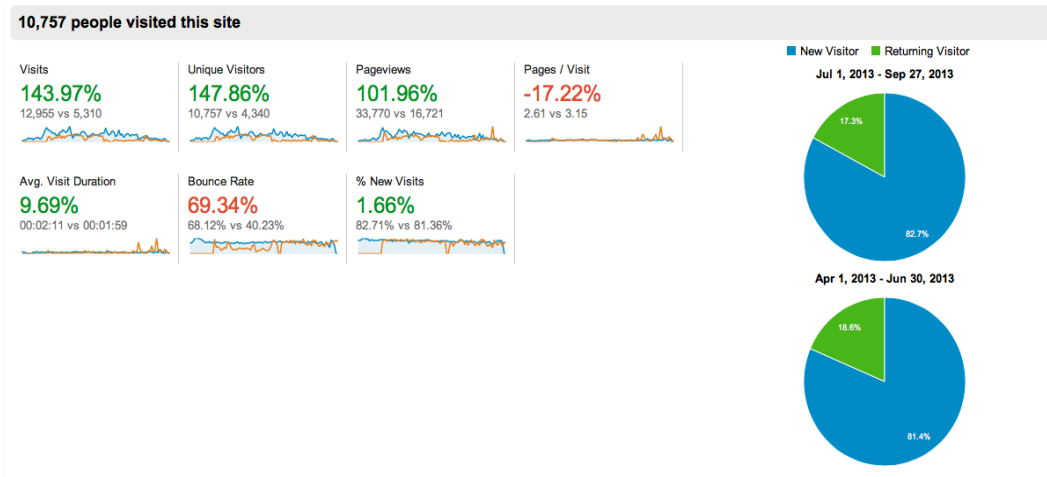 10,757 people visited this site
Visits
143.97%
12,955 vs 5,310
Unique Visitors
147.86%
10,757 vs 4,340
Pageviews
101.96%
33,770 vs 16,721
Pages / Visit
-17.22%
2.61 vs 3.15
Avg. Visit Duration
9.69%
00:02:11 vs 00:01:59
Bounce Rate
69.34%
68.12% vs 40.23%
% New Visits
1.66%
82.71% vs 81.36%
New Visitor Returning Visitor
Jul 1, 2013 - Sep 27, 2013
17.3%
82.7%
Apr 1, 2013 - Jun 30, 2013
18.6%
81.4%